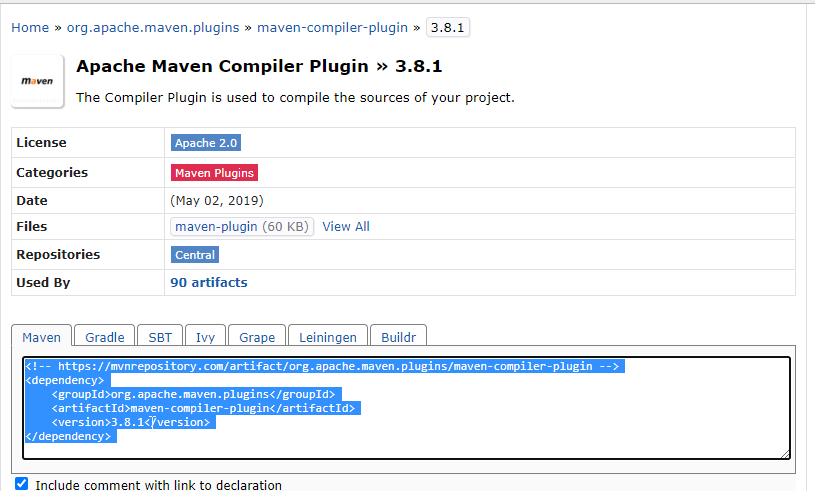 Home » org.apache.maven.plugins » maven-compiler-plugin » 3.8.1
maven
Apache Maven Compiler Plugin » 3.8.1
The Compiler Plugin is used to compile the sources of your project.
License Apache 2.0
Categories Maven Plugins
Date (May 02, 2019)
Files maven-plugin (60 KB) View All
Repositories Central
Used By 90 artifacts
Maven Gradle SBT Ivy Grape Leiningen Buildr
<!-- https://mvnrepository.com/artifact/org.apache.maven.plugins/maven-compiler-plugin -->
<dependency>
    <groupId>org.apache.maven.plugins</groupId>
    <artifactId>maven-compiler-plugin</artifactId>
    <version>3.8.1</version>
</dependency>
Include comment with link to declaration